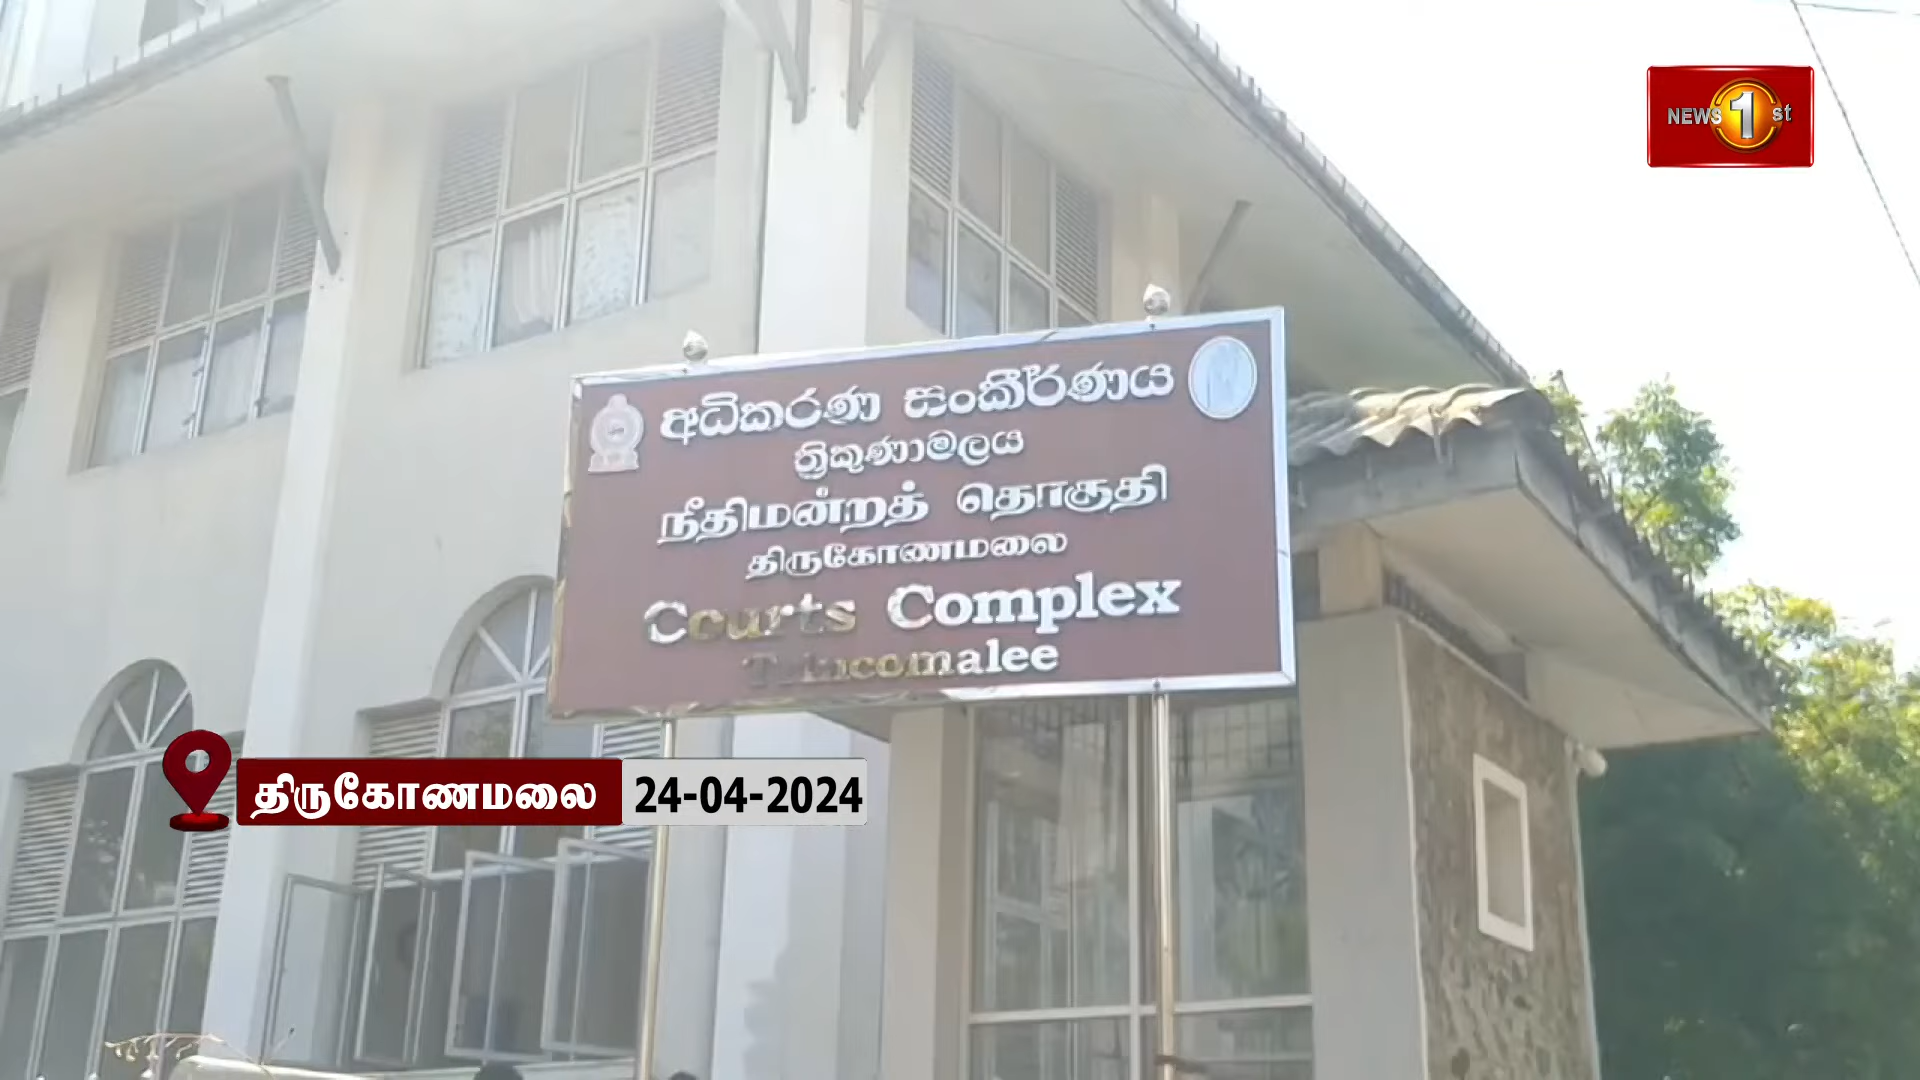 NEWS 1st
අධිකරණ සංකීර්ණය
ත්‍රිකුණාමලය
நீதிமன்றத் தொகுதி
திருகோணமலை
Courts Complex
Trincomalee
திருகோணமலை 24-04-2024